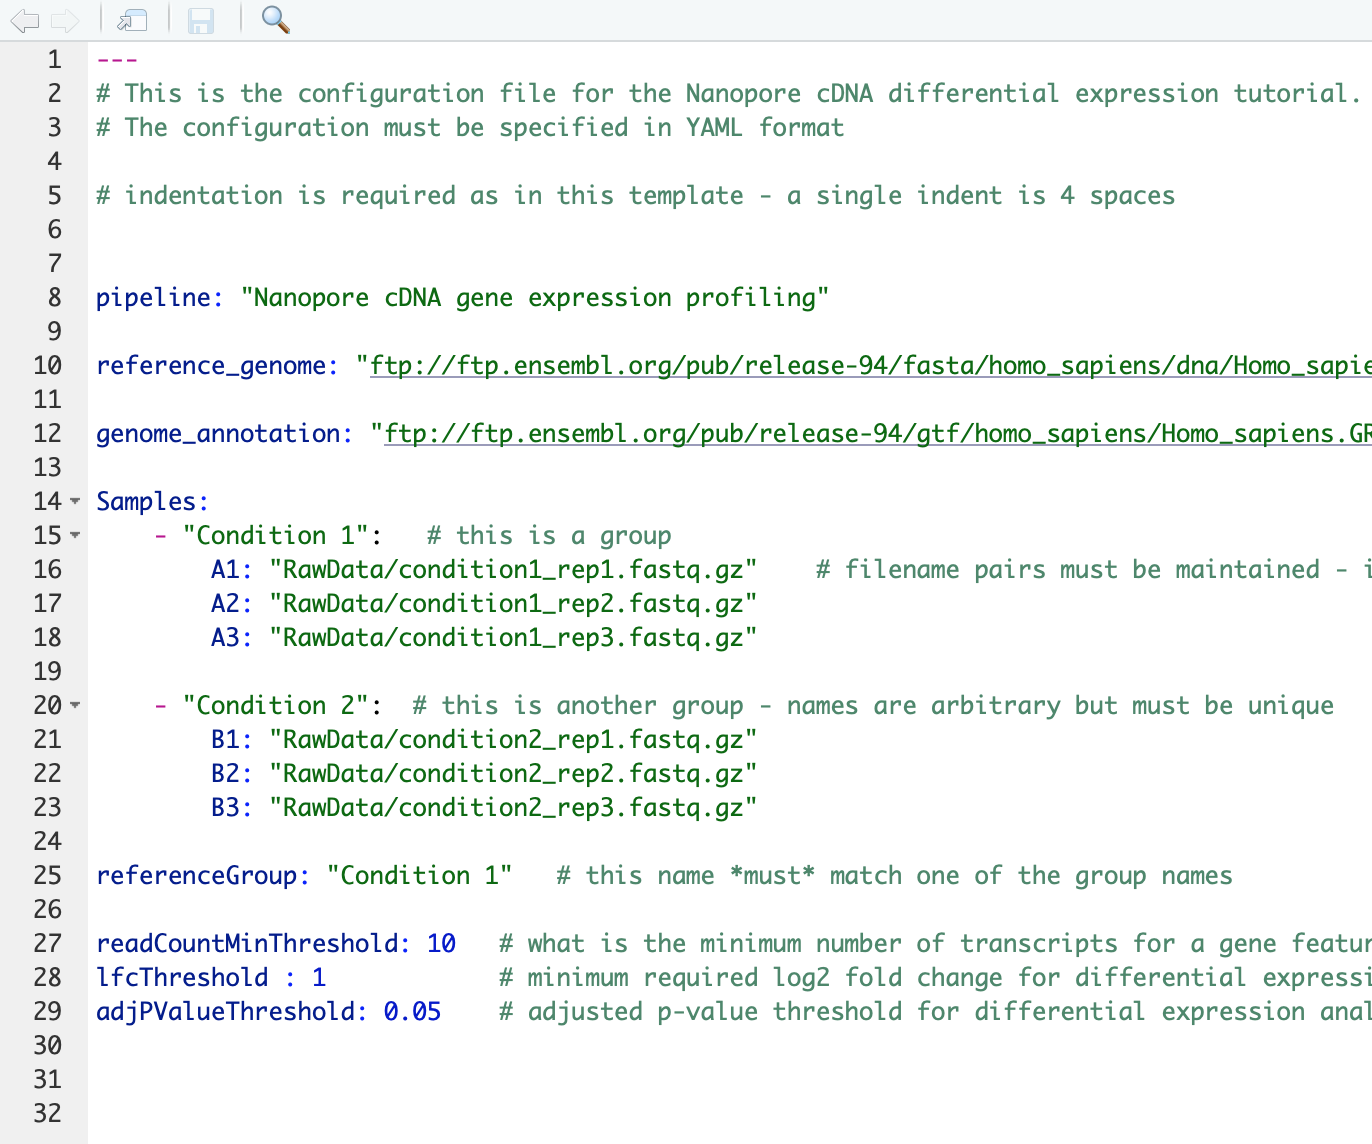 1 ---
2 # This is the configuration file for the Nanopore cDNA differential expression tutorial.
3 # The configuration must be specified in YAML format
4
5 # indentation is required as in this template - a single indent is 4 spaces
6
7
8 pipeline: "Nanopore cDNA gene expression profiling"
9
10 reference_genome: "ftp://ftp.ensembl.org/pub/release-94/fasta/homo_sapiens/dna/Homo_sapie
11
12 genome_annotation: "ftp://ftp.ensembl.org/pub/release-94/gtf/homo_sapiens/Homo_sapiens.GR
13
14 Samples:
15     - "Condition 1":   # this is a group
16         A1: "RawData/condition1_rep1.fastq.gz"    # filename pairs must be maintained - i
17         A2: "RawData/condition1_rep2.fastq.gz"
18         A3: "RawData/condition1_rep3.fastq.gz"
19
20     - "Condition 2":  # this is another group - names are arbitrary but must be unique
21         B1: "RawData/condition2_rep1.fastq.gz"
22         B2: "RawData/condition2_rep2.fastq.gz"
23         B3: "RawData/condition2_rep3.fastq.gz"
24
25 referenceGroup: "Condition 1"   # this name *must* match one of the group names
26
27 readCountMinThreshold: 10   # what is the minimum number of transcripts for a gene featur
28 lfcThreshold : 1            # minimum required log2 fold change for differential expressi
29 adjPValueThreshold: 0.05    # adjusted p-value threshold for differential expression anal
30
31
32